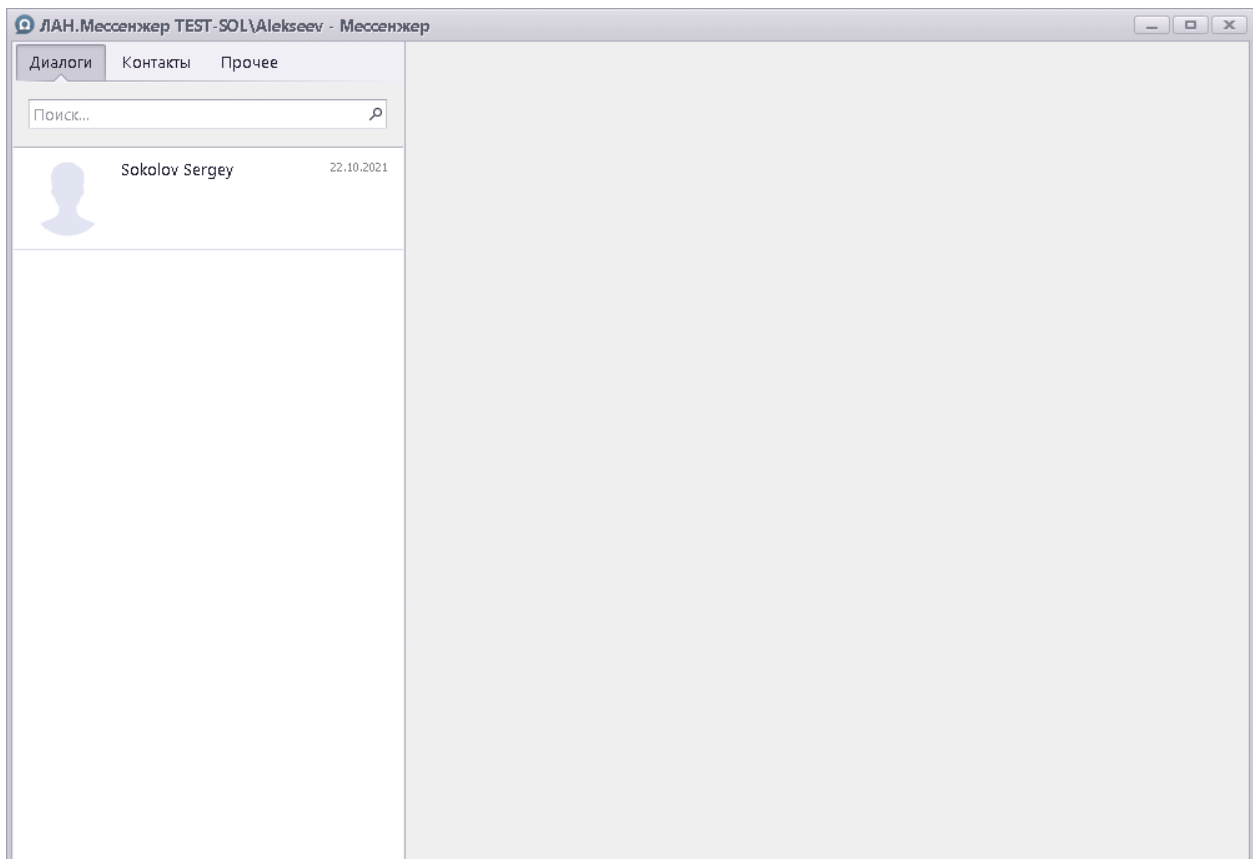 ЛАН.Мессенжер TEST-SOL\Alekseev - Мессенжер
Диалоги Контакты Прочее
Поиск...
Sokolov Sergey 22.10.2021